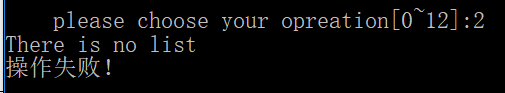 please choose your opreation[0~12]:2
There is no list
操作失败!